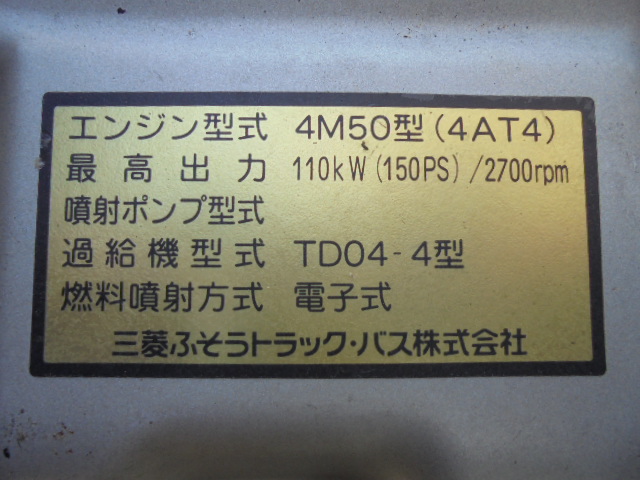 エンジン型式 4M50型(4AT4)
最高出力 110kW(150PS)/2700rpm
噴射ポンプ型式
過給機型式 TD04-4型
燃料噴射方式 電子式
三菱ふそうトラック・バス株式会社